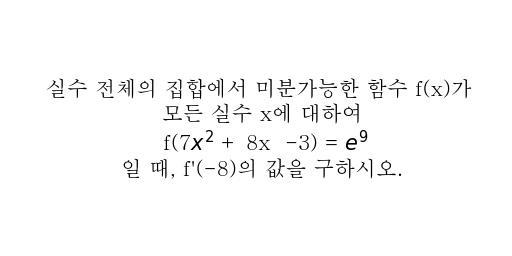 실수 전체의 집합에서 미분가능한 함수 f(x)가
모든 실수 x에 대하여
f(7x² + 8x -3) = e⁹
일 때, f'(-8)의 값을 구하시오.